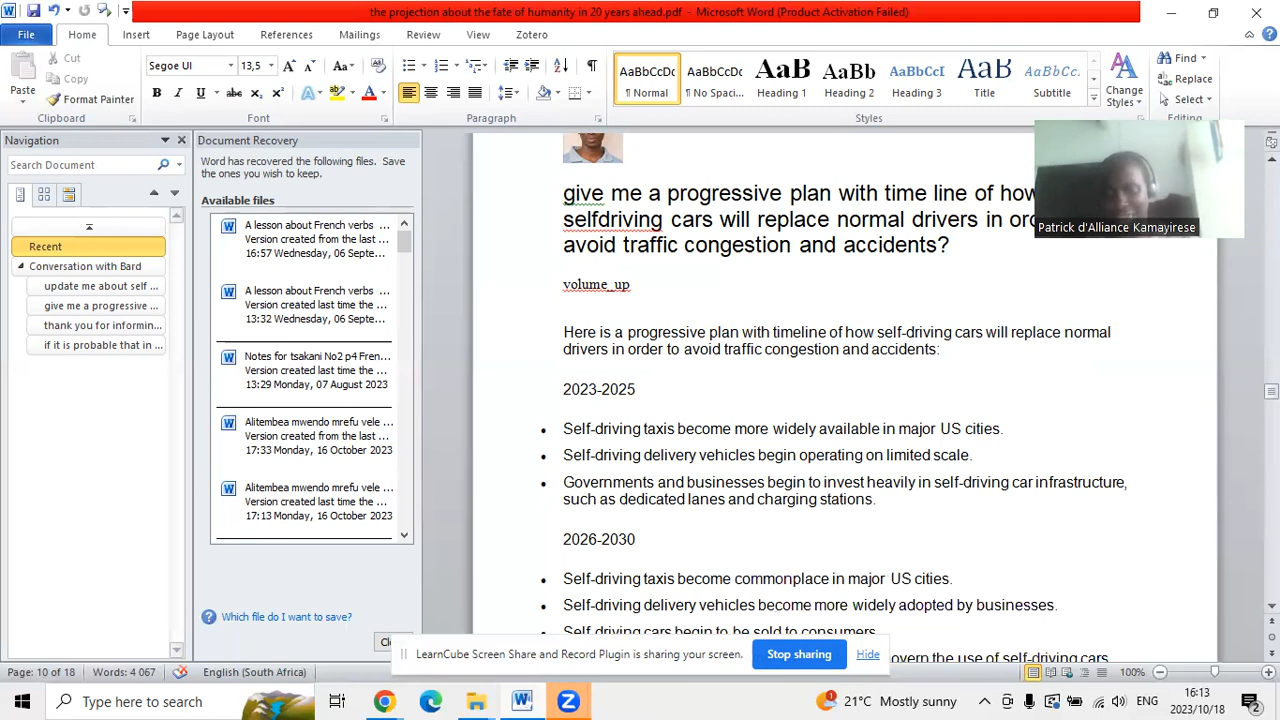 the projection about the fate of humanity in 20 years ahead.pdf - Microsoft Word (Product Activation Failed)
File Home Insert Page Layout References Mailings Review View Zotero
Paste
Cut
Copy
Format Painter
Clipboard
Segoe UI 13,5
Font
Paragraph
AaBbCcDc AaBbCcDc AaB AaBbCc AaBbCcI AaB AaBbCc.
¶ Normal ¶ No Spaci... Heading 1 Heading 2 Heading 3 Title Subtitle
Change Styles
Styles
Find
Replace
Select
Editing
Navigation
Search Document
Recent
Conversation with Bard
update me about self ...
give me a progressive ...
thank you for informin...
if it is probable that in ...
Document Recovery
Word has recovered the following files. Save
the ones you wish to keep.
Available files
A lesson about French verbs ...
Version created from the last ...
16:57 Wednesday, 06 Septe...
A lesson about French verbs ...
Version created last time the ...
13:32 Wednesday, 06 Septe...
Notes for tsakani No2 p4 Fren...
Version created last time the ...
13:29 Monday, 07 August 2023
Alitembea mwendo mrefu vele ...
Version created from the last ...
17:33 Monday, 16 October 2023
Alitembea mwendo mrefu vele ...
Version created last time the ...
17:13 Monday, 16 October 2023
Which file do I want to save?
give me a progressive plan with time line of how
selfdriving cars will replace normal drivers in
avoid traffic congestion and accidents?
volume_up
Here is a progressive plan with timeline of how self-driving cars will replace normal
drivers in order to avoid traffic congestion and accidents:
2023-2025
• Self-driving taxis become more widely available in major US cities.
• Self-driving delivery vehicles begin operating on limited scale.
• Governments and businesses begin to invest heavily in self-driving car infrastructure,
such as dedicated lanes and charging stations.
2026-2030
• Self-driving taxis become commonplace in major US cities.
• Self-driving delivery vehicles become more widely adopted by businesses.
• Self-driving cars begin to be sold to consumers.
the use of self-driving cars
Patrick d'Alliance Kamayirese
LearnCube Screen Share and Record Plugin is sharing your screen. Stop sharing Hide
Page: 10 of 18 Words: 4 067 English (South Africa) 100%
Type here to search
21°C Mostly sunny
ENG
16:13
2023/10/18
2